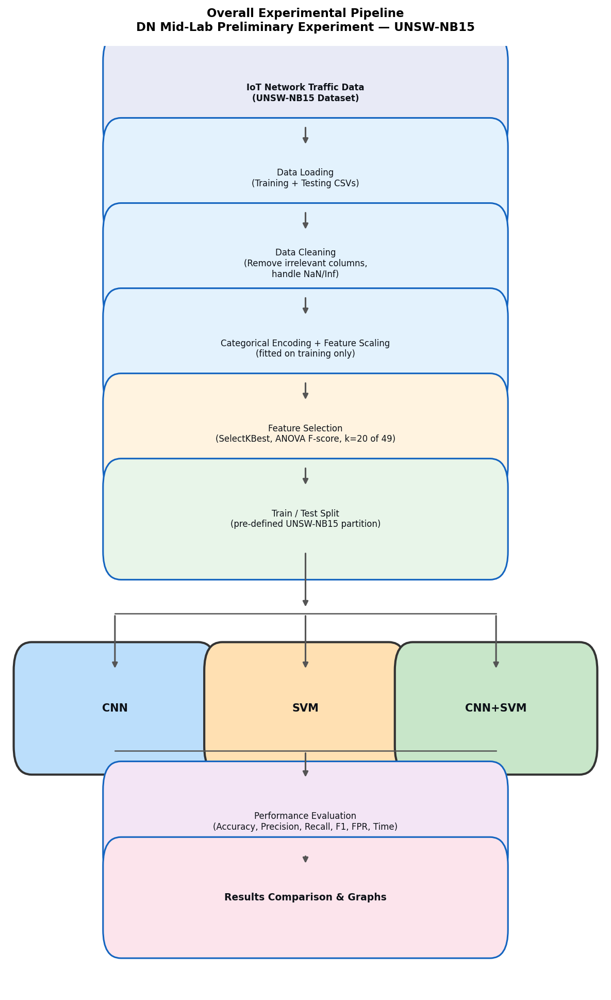 Overall Experimental Pipeline
DN Mid-Lab Preliminary Experiment — UNSW-NB15
IoT Network Traffic Data
(UNSW-NB15 Dataset)
Data Loading
(Training + Testing CSVs)
Data Cleaning
(Remove irrelevant columns,
handle NaN/Inf)
Categorical Encoding + Feature Scaling
(fitted on training only)
Feature Selection
(SelectKBest, ANOVA F-score, k=20 of 49)
Train / Test Split
(pre-defined UNSW-NB15 partition)
CNN
SVM
CNN+SVM
Performance Evaluation
(Accuracy, Precision, Recall, F1, FPR, Time)
Results Comparison & Graphs